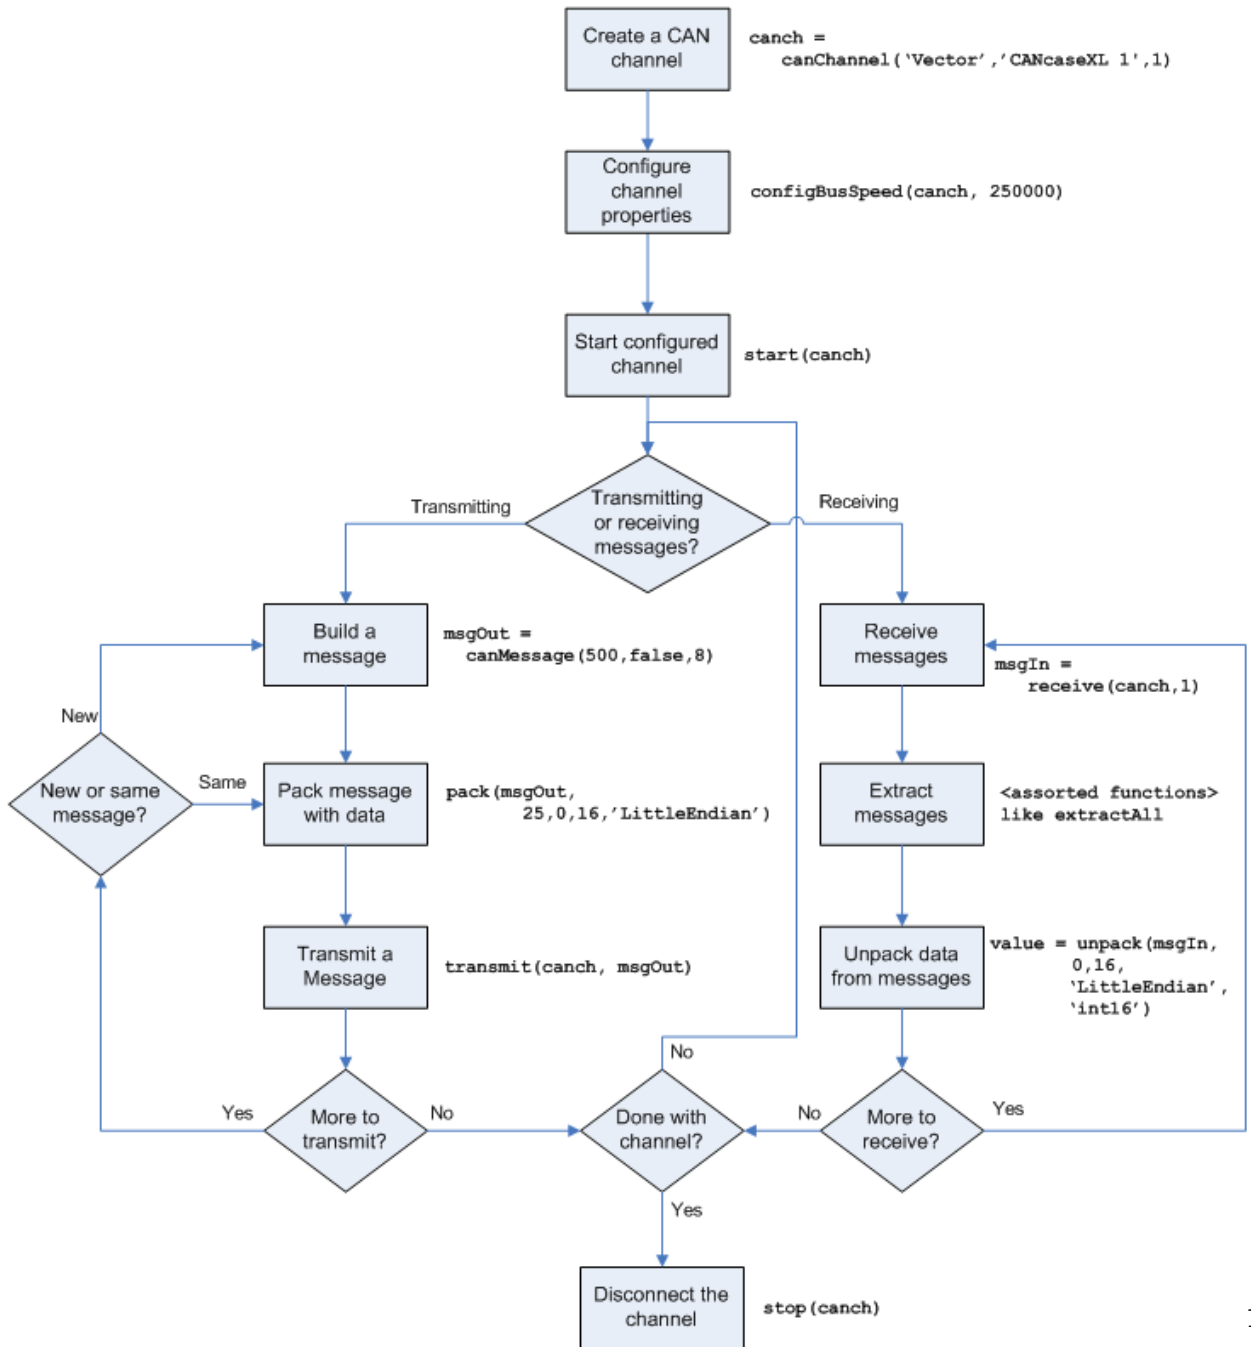 Create a CAN
channel
canch =
canChannel(‘Vector’,’CANcaseXL 1',1)
Configure
channel
properties
configBusSpeed(canch, 250000)
Start configured
channel
start(canch)
Transmitting
Transmitting
or receiving
messages?
Receiving
Build a
message
msgOut =
canMessage(500,false,8)
Receive
messages
msgIn =
receive(canch,1)
New
New or same
message?
Same
Pack message
with data
pack(msgOut,
25,0,16,’LittleEndian’)
Extract
messages
<assorted functions>
like extractAll
Transmit a
Message
transmit(canch, msgOut)
Unpack data
from messages
value = unpack(msgIn,
0,16,
‘LittleEndian’,
‘int16’)
Yes
More to
transmit?
No
No
Done with
channel?
No
More to
receive?
Yes
Yes
Disconnect the
channel
stop(canch)